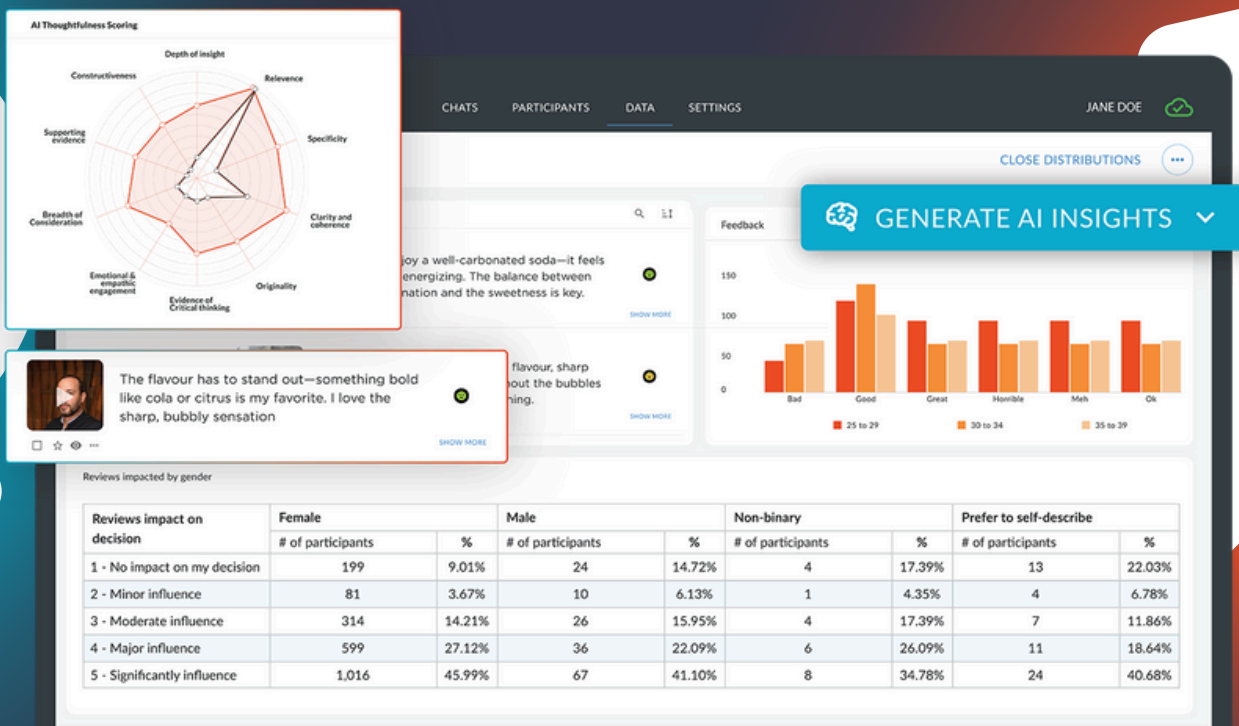 AI Thoughtfulness Scoring
Depth of insight
Constructiveness
Relevence
Supporting
evidence
Specificity
Breadth of
Consideration
Clarity and
coherence
Emotional &
empathic
engagement
Originality
Evidence of
Critical thinking
CHATS PARTICIPANTS DATA SETTINGS
JANE DOE
CLOSE DISTRIBUTIONS
GENERATE AI INSIGHTS
joy a well-carbonated soda—it feels
energizing. The balance between
nation and the sweetness is key.
SHOW MORE
flavour, sharp
out the bubbles
ning.
SHOW MORE
The flavour has to stand out—something bold
like cola or citrus is my favorite. I love the
sharp, bubbly sensation
SHOW MORE
Feedback
150
100
50
0
Bad Good Great Horrible Meh Ok
25 to 29 30 to 34 35 to 39
Reviews impacted by gender
Reviews impact on
decision
Female Male Non-binary Prefer to self-describe
# of participants % # of participants % # of participants % # of participants %
1 - No impact on my decision 199 9.01% 24 14.72% 4 17.39% 13 22.03%
2 - Minor influence 81 3.67% 10 6.13% 1 4.35% 4 6.78%
3 - Moderate influence 314 14.21% 26 15.95% 4 17.39% 7 11.86%
4 - Major influence 599 27.12% 36 22.09% 6 26.09% 11 18.64%
5 - Significantly influence 1,016 45.99% 67 41.10% 8 34.78% 24 40.68%